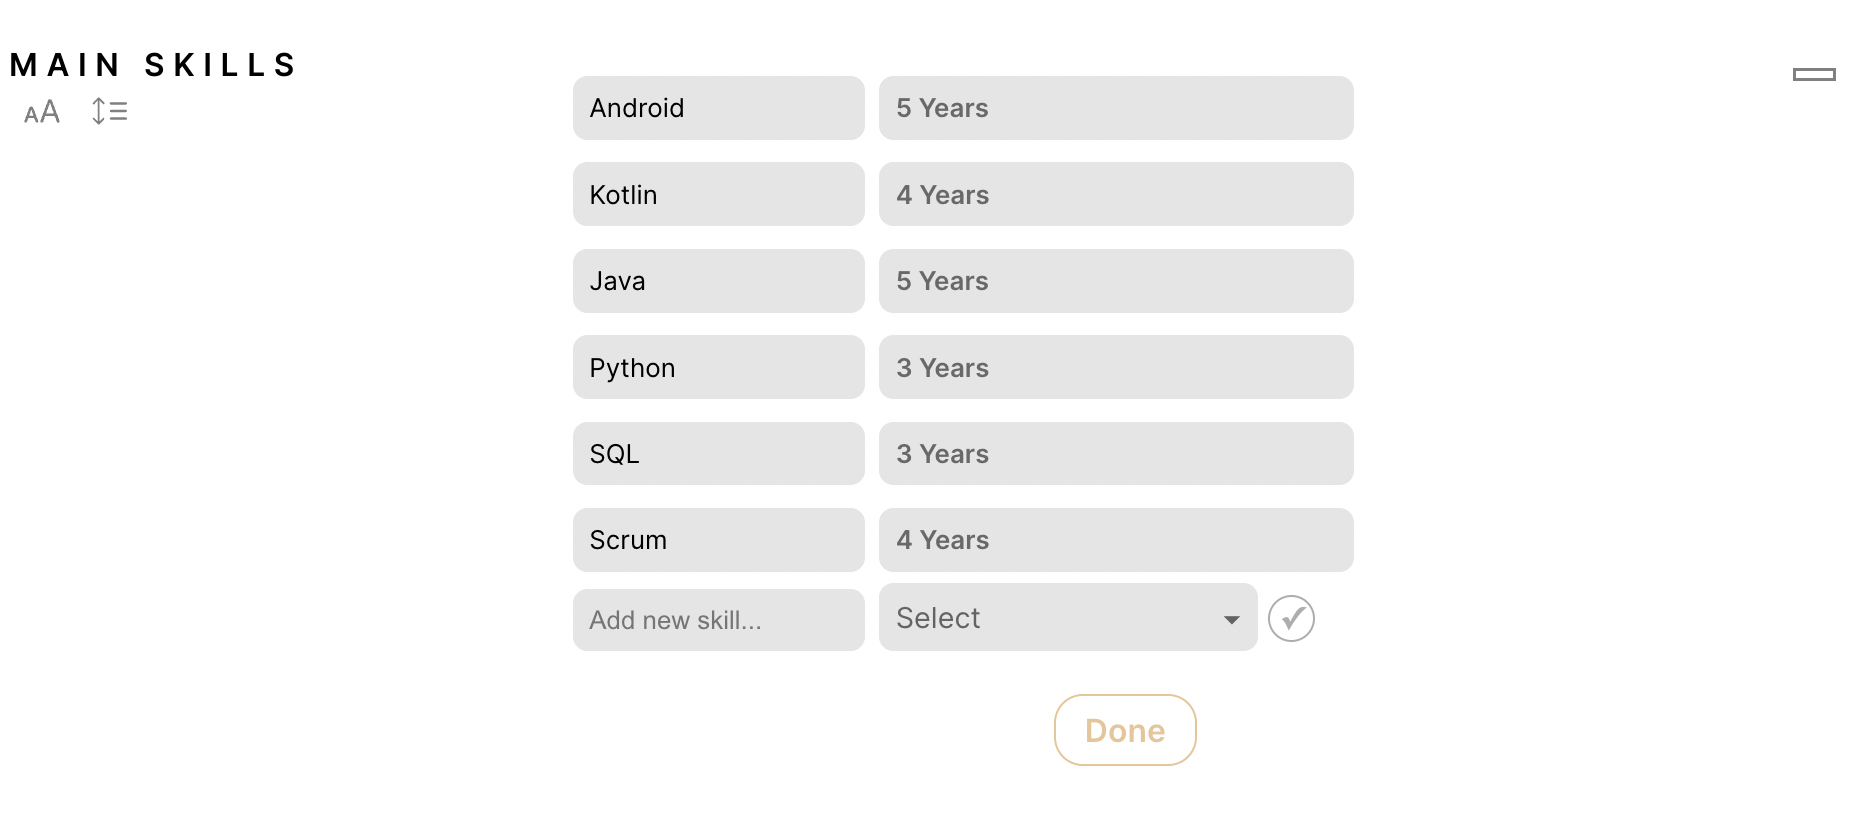 MAIN SKILLS
AA
Android 5 Years
Kotlin 4 Years
Java 5 Years
Python 3 Years
SQL 3 Years
Scrum 4 Years
Add new skill... Select
Done